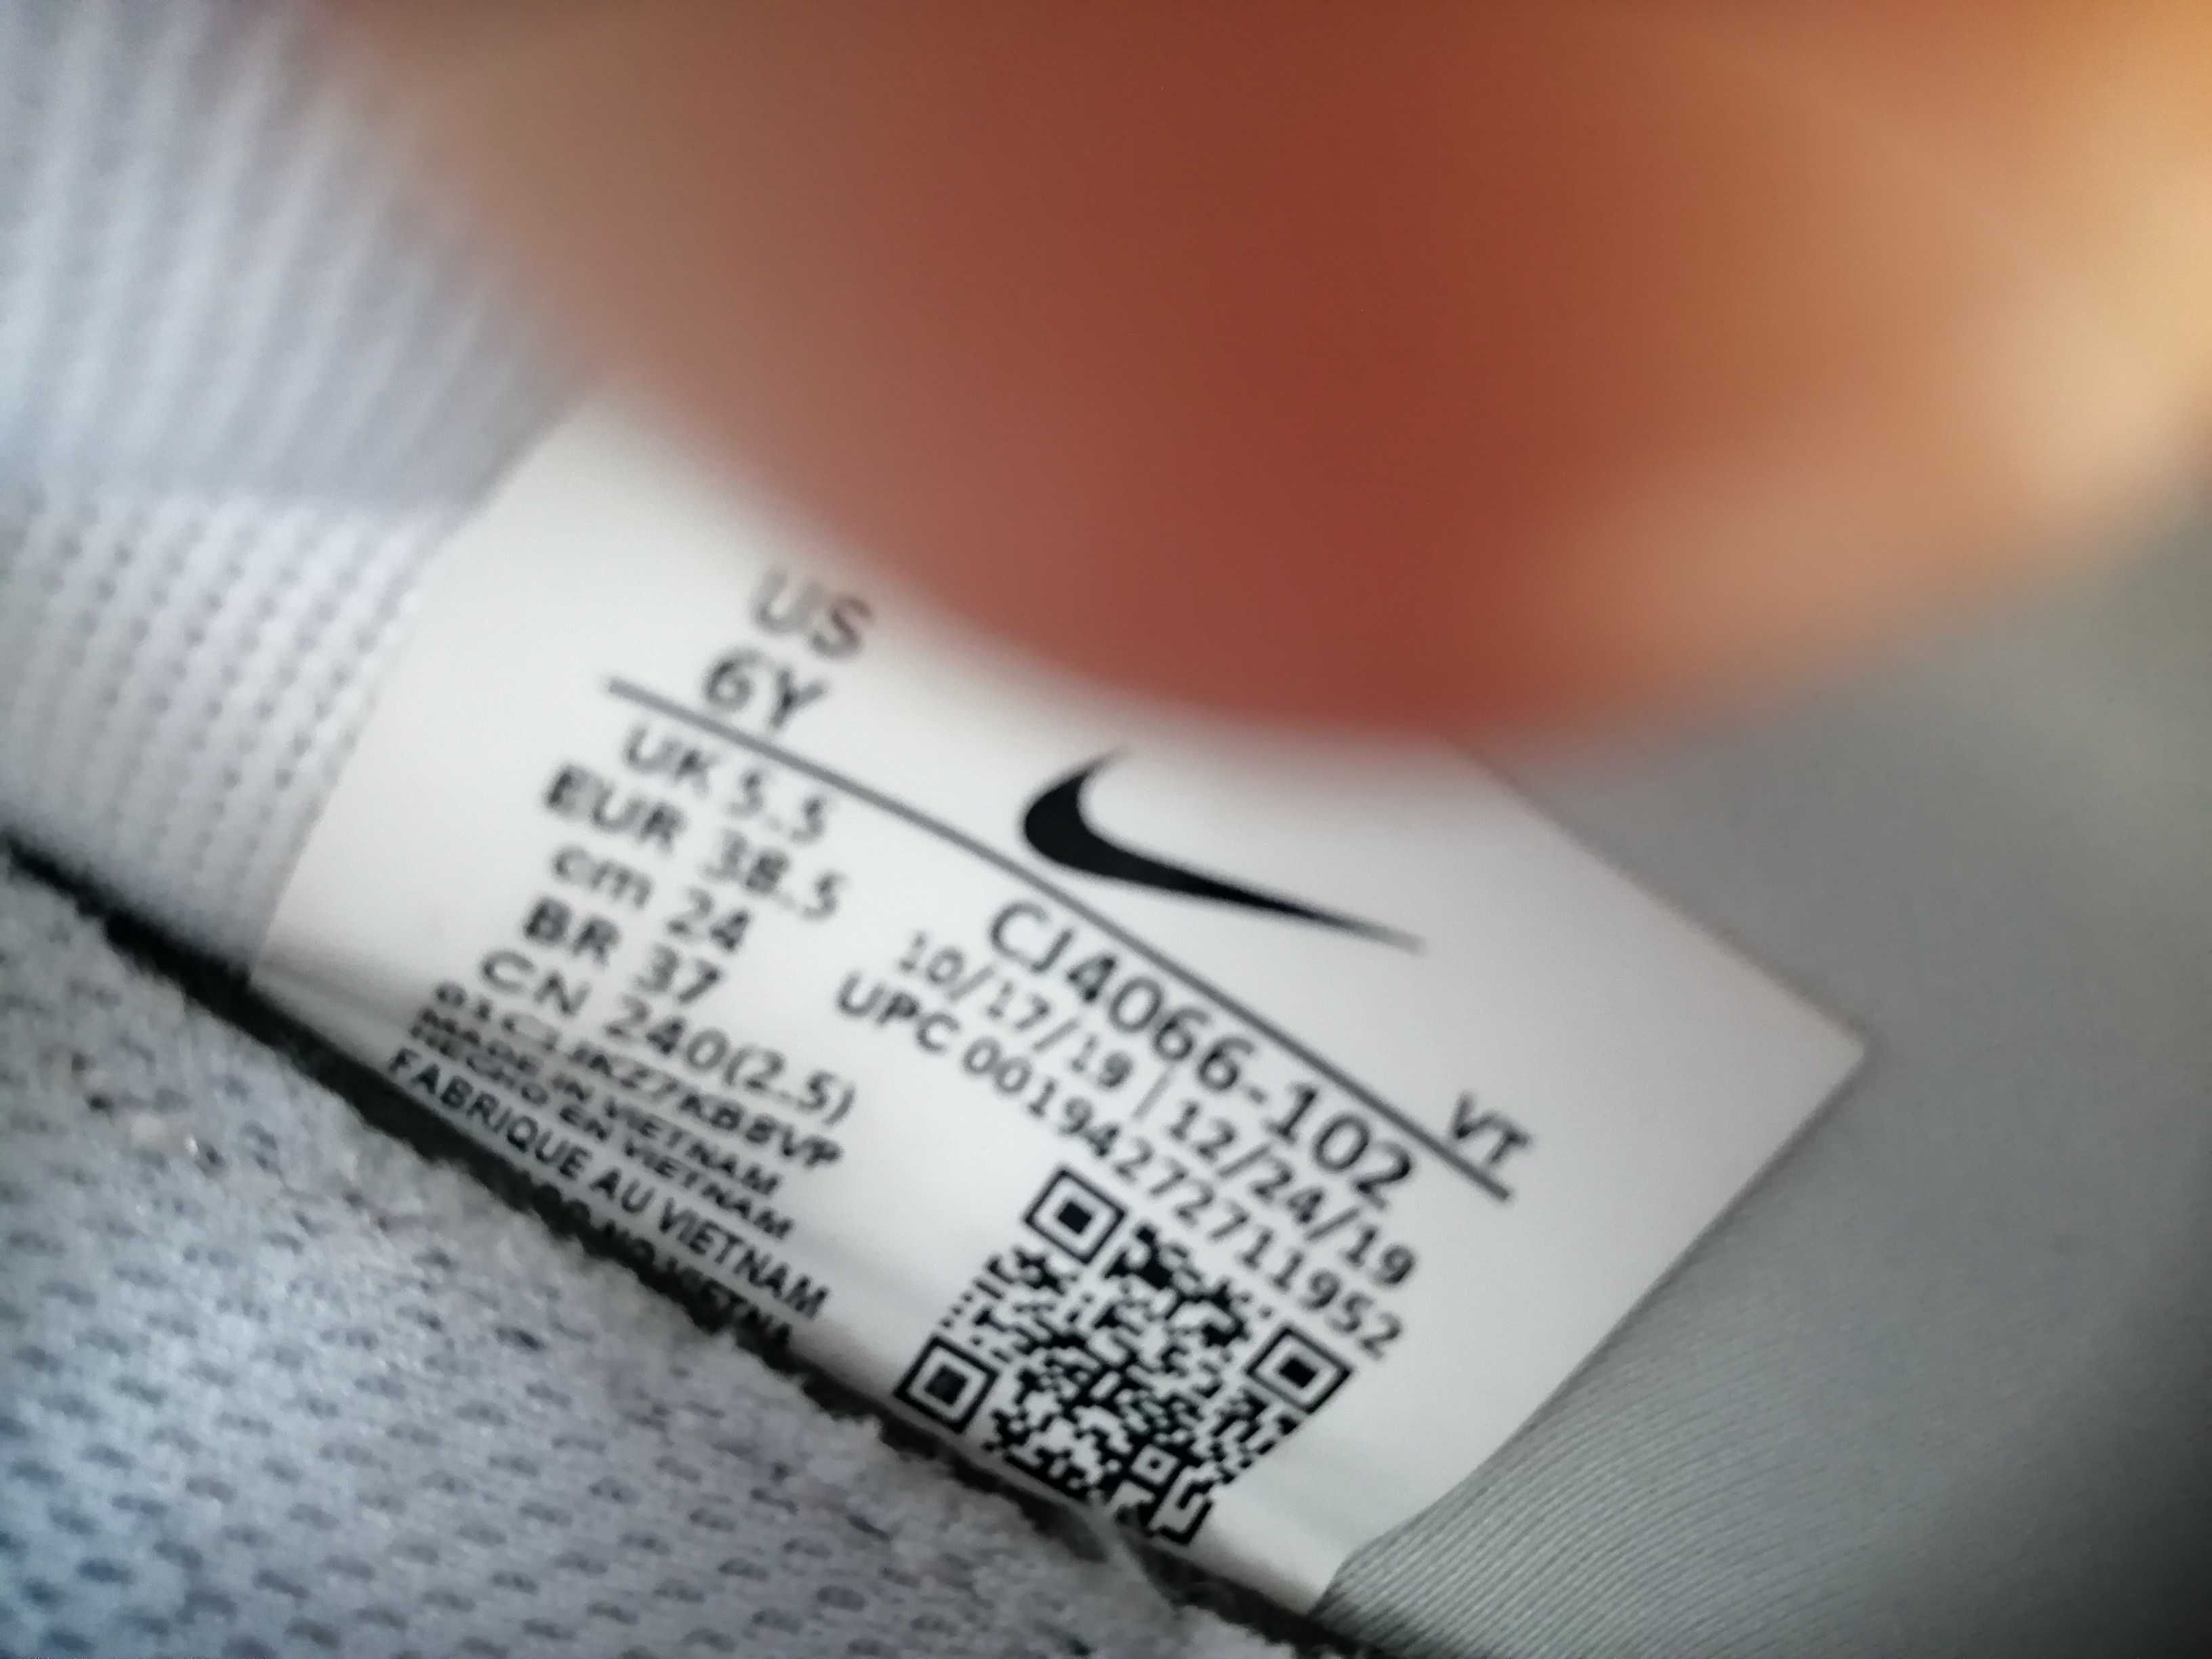 US
6Y
UK 5.5
EUR 38.5
cm 24
BR 37
CN 240(2.5)
MADE IN VIETNAM
HECHO EN VIETNAM
FABRIQUE AU VIETNAM
VT
CJ4066-102
10/17/19 | 12/24/19
UPC 00194272711952